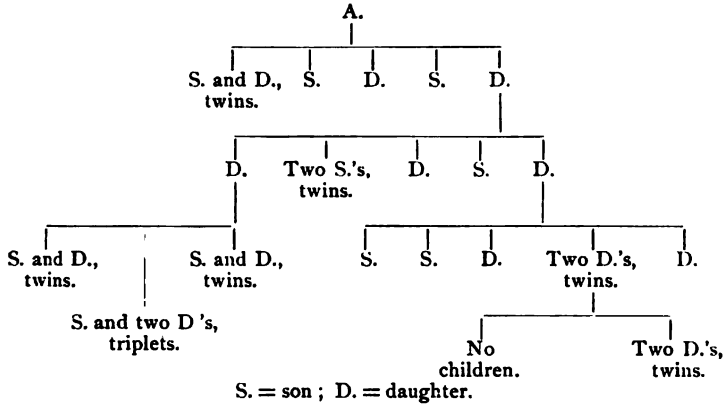 A.
S. and D., S. D. S. D.
twins.
D. Two S.'s, D. S. D.
twins.
S. and D., S. and D., S. S. D. Two D.'s, D.
twins. twins. twins.
S. and two D 's,
triplets.
No Two D.'s,
children. twins.
S. = son ; D. = daughter.